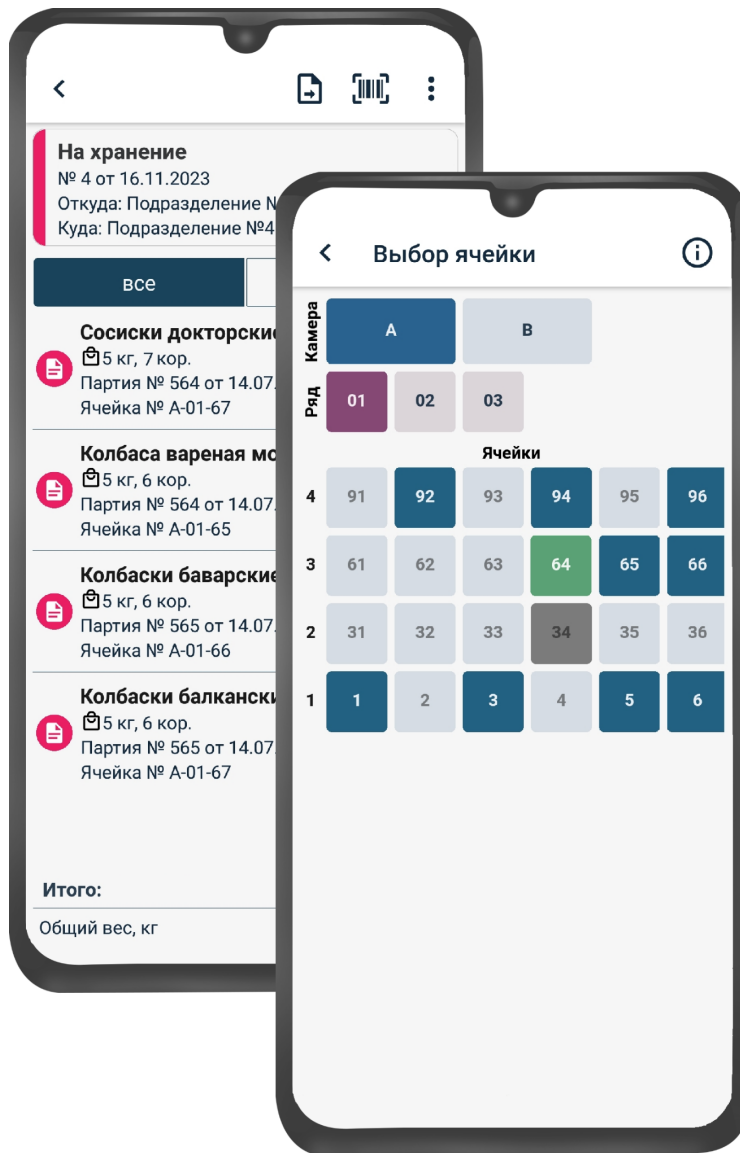 На хранение
№ 4 от 16.11.2023
Откуда: Подразделение
Куда: Подразделение №4
все
Сосиски докторские
5 кг, 7 кор.
Партия № 564 от 14.07.
Ячейка № А-01-67
Колбаса вареная
5 кг, 6 кор.
Партия № 564 от 14.07.
Ячейка № А-01-65
Колбаски баварские
5 кг, 6 кор.
Партия № 565 от 14.07.
Ячейка № А-01-66
Колбаски
5 кг, 6 кор.
Партия № 565 от 14.07
Ячейка № А-01-67
Итого:
Общий вес, кг
Выбор ячейки
Камера
А В
Ряд
01 02 03
Ячейки
4 91 92 93 94 95 96
3 61 62 63 64 65 66
2 31 32 33 34 35 36
1 1 2 3 4 5 6